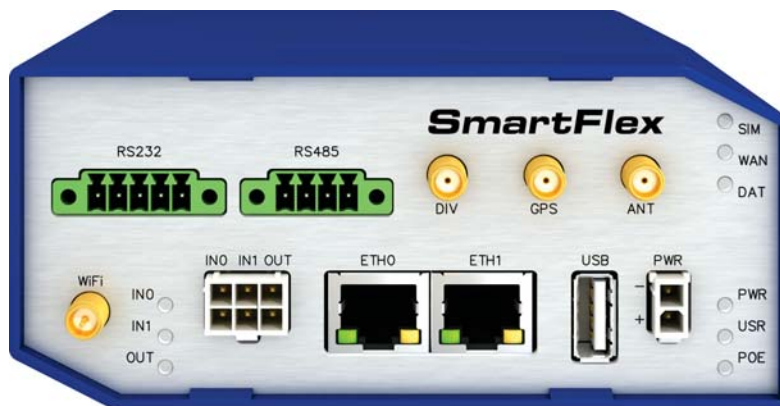 SmartFlex
SIM
WAN
DAT
RS232
RS485
DIV
GPS
ANT
IN0 IN1 OUT
ETH0
ETH1
USB
PWR
WiFi
IN0
IN1
OUT
-
+
PWR
USR
POE